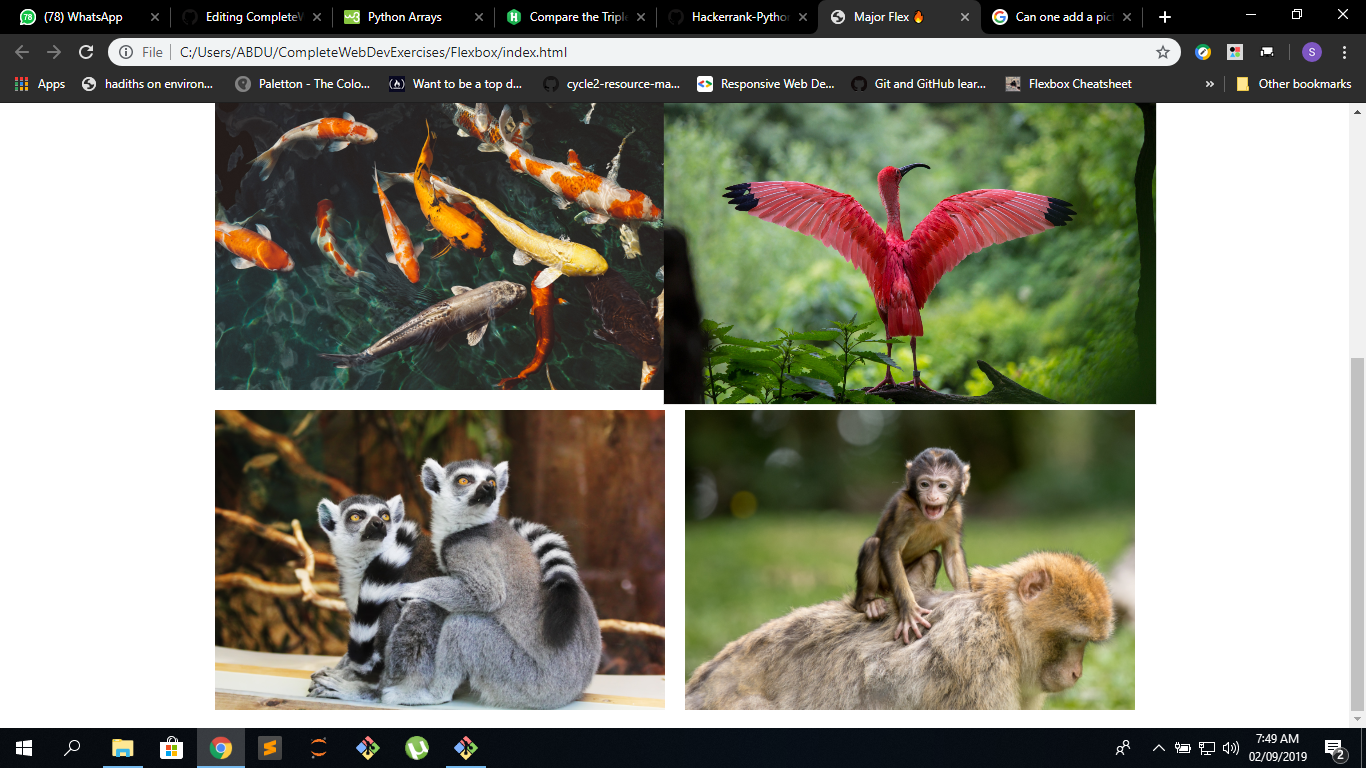 (78) WhatsApp
Editing CompleteW
Python Arrays
Compare the Triple
Hackerrank-Python
Major Flex 🔥
Can one add a pict
File
C:/Users/ABDU/CompleteWebDevExercises/Flexbox/index.html
S
Apps
hadiths on environ...
Paletton - The Colo...
Want to be a top d...
cycle2-resource-ma...
Responsive Web De...
Git and GitHub lear...
Flexbox Cheatsheet
»
Other bookmarks
7:49 AM
02/09/2019
2